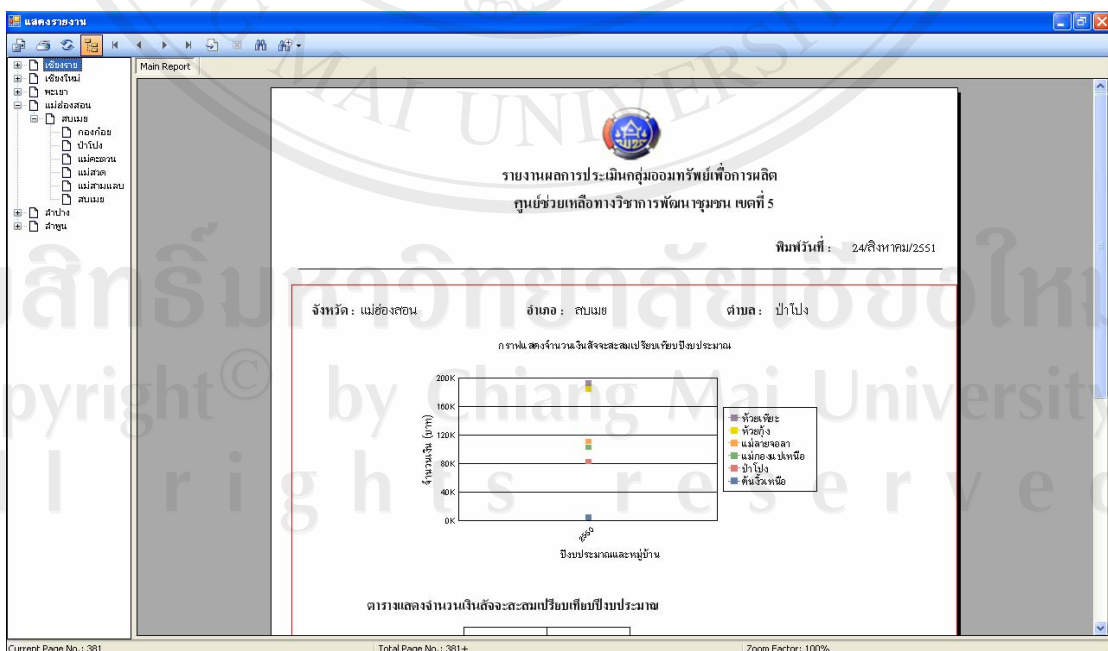 แสดงรายงาน
Main Report
เชียงราย
เชียงใหม่
พะเยา
แม่ฮ่องสอน
สบเมย
กองก๋อย
ป่าโปง
แม่คะตวน
แม่สวด
แม่สามแลบ
สบเมย
ลำปาง
ลำพูน
รายงานผลการประเมินกลุ่มออมทรัพย์เพื่อการผลิต
ศูนย์ช่วยเหลือทางวิชาการพัฒนาชุมชน เขตที่ 5
พิมพ์วันที่ : 24/สิงหาคม/2551
จังหวัด : แม่ฮ่องสอน อำเภอ : สบเมย ตำบล : ป่าโปง
กราฟแสดงจำนวนเงินสัจจะสะสมเปรียบเทียบปีงบประมาณ
จำนวนเงิน (บาท)
200K
160K
120K
80K
40K
0K
2550
ปีงบประมาณและหมู่บ้าน
ห้วยเหี๊ยะ
ห้วยกุ้ง
แม่ลายจอลา
แม่กองแปเหนือ
ป่าโปง
ต้นงิ้วเหนือ
ตารางแสดงจำนวนเงินสัจจะสะสมเปรียบเทียบปีงบประมาณ
Current Page No.: 381 Total Page No.: 381+ Zoom Factor: 100%
MAI UNIVERSIT
สิทธิ์มหาวิทยาลัยเชียงให
opyright© by Chiang Mai University
l l rights reserved